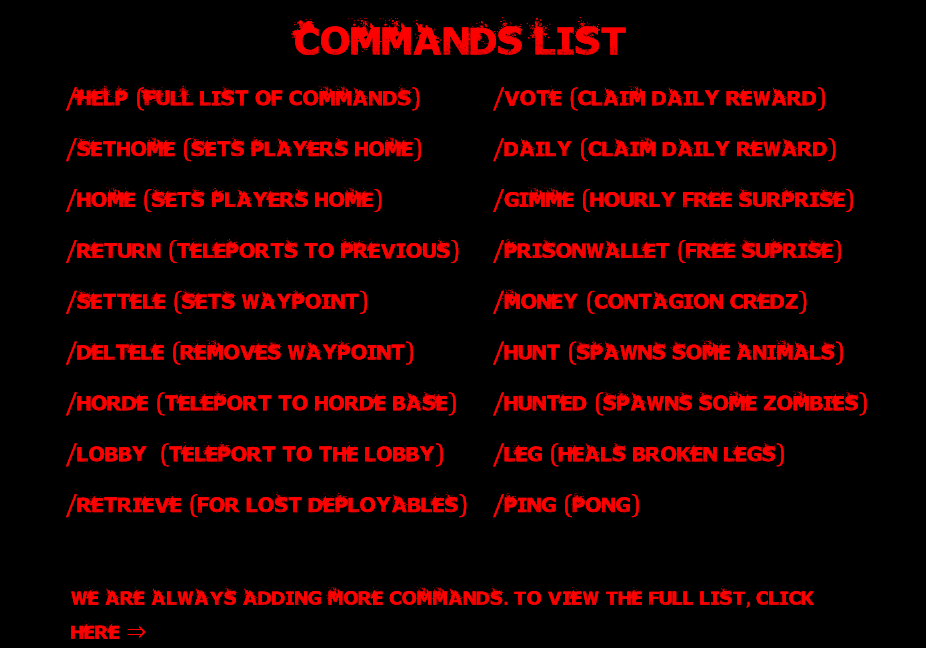 COMMANDS LIST
/HELP (FULL LIST OF COMMANDS)
/SETHOME (SETS PLAYERS HOME)
/HOME (SETS PLAYERS HOME)
/RETURN (TELEPORTS TO PREVIOUS)
/SETTELE (SETS WAYPOINT)
/DELTELE (REMOVES WAYPOINT)
/HORDE (TELEPORT TO HORDE BASE)
/LOBBY (TELEPORT TO THE LOBBY)
/RETRIEVE (FOR LOST DEPLOYABLES)
/VOTE (CLAIM DAILY REWARD)
/DAILY (CLAIM DAILY REWARD)
/GIMME (HOURLY FREE SURPRISE)
/PRISONWALLET (FREE SUPRISE)
/MONEY (CONTAGION CREDZ)
/HUNT (SPAWNS SOME ANIMALS)
/HUNTED (SPAWNS SOME ZOMBIES)
/LEG (HEALS BROKEN LEGS)
/PING (PONG)
WE ARE ALWAYS ADDING MORE COMMANDS. TO VIEW THE FULL LIST, CLICK
HERE ⇒